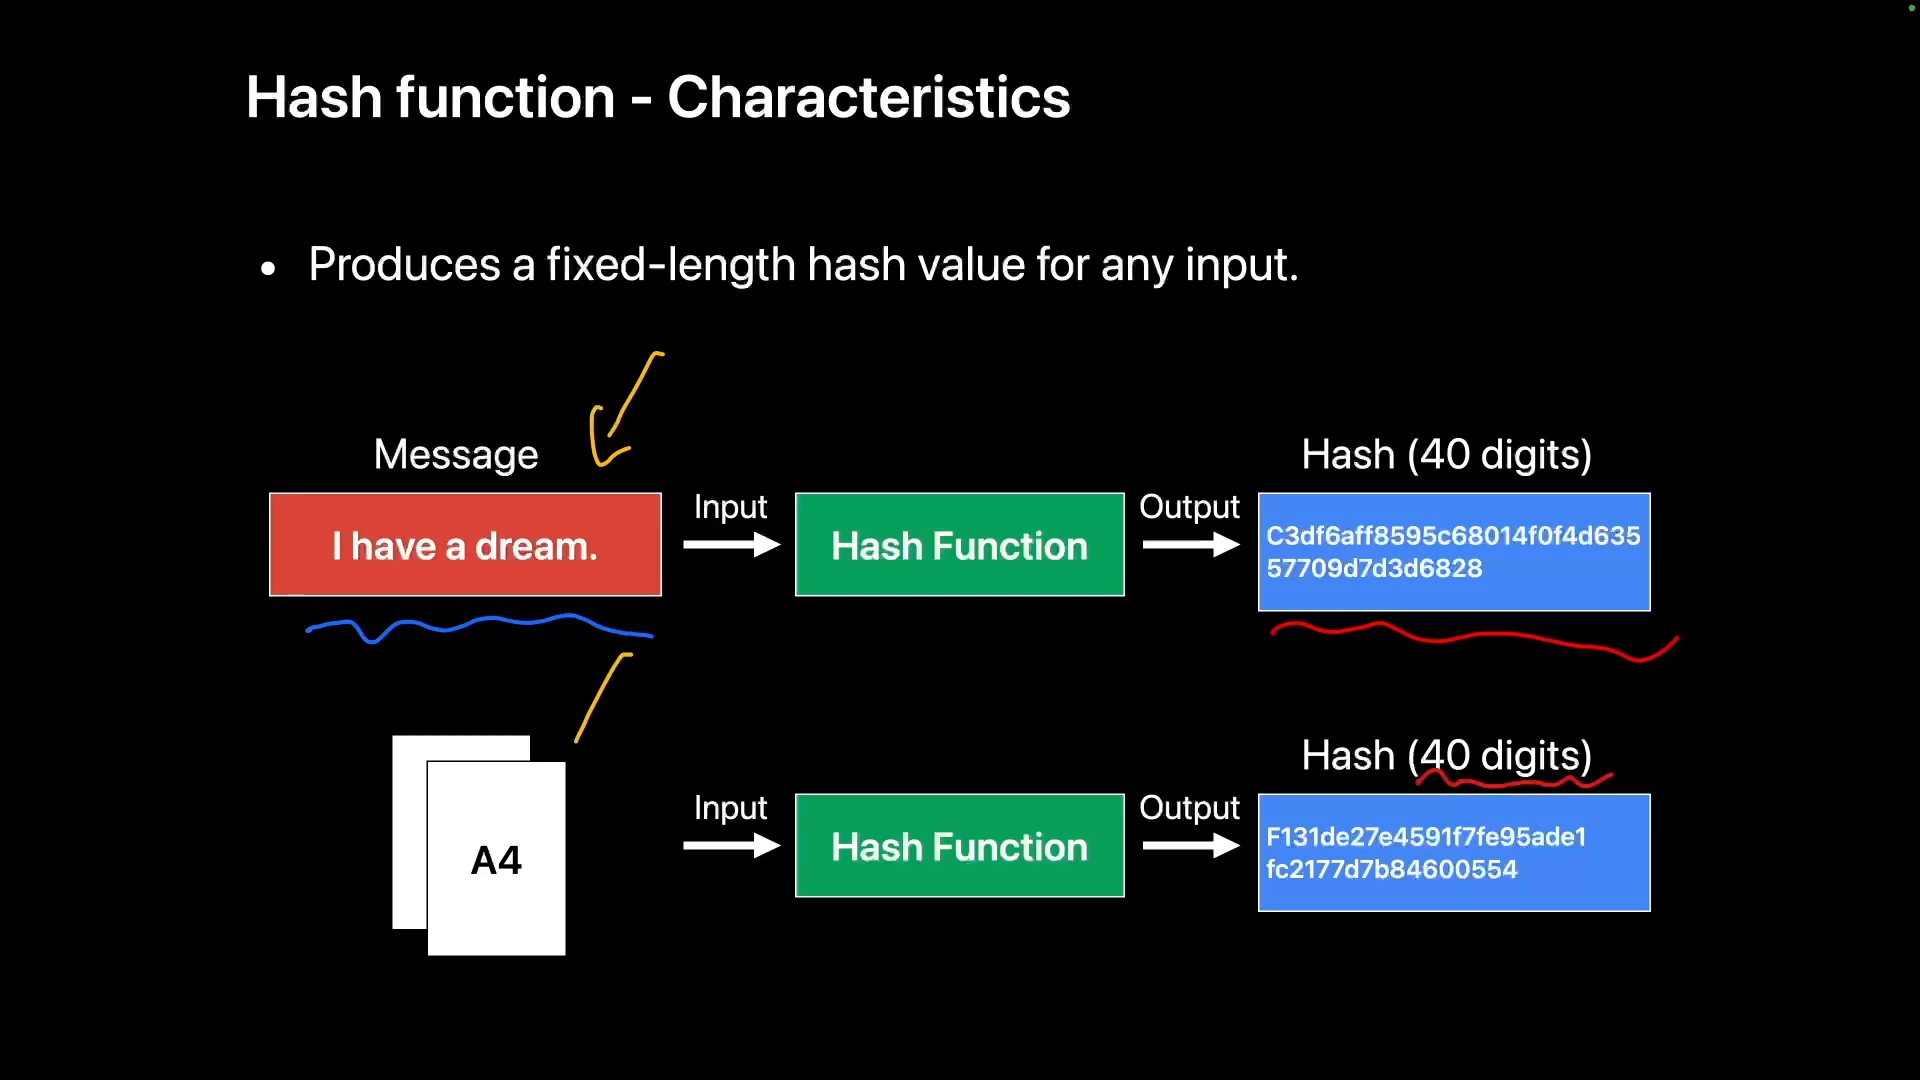 Hash function - Characteristics
• Produces a fixed-length hash value for any input.
Message
Hash (40 digits)
I have a dream.
Input
Hash Function
Output
C3df6aff8595c68014f0f4d635
57709d7d3d6828
Hash (40 digits)
A4
Input
Hash Function
Output
F131de27e4591f7fe95ade1
fc2177d7b84600554